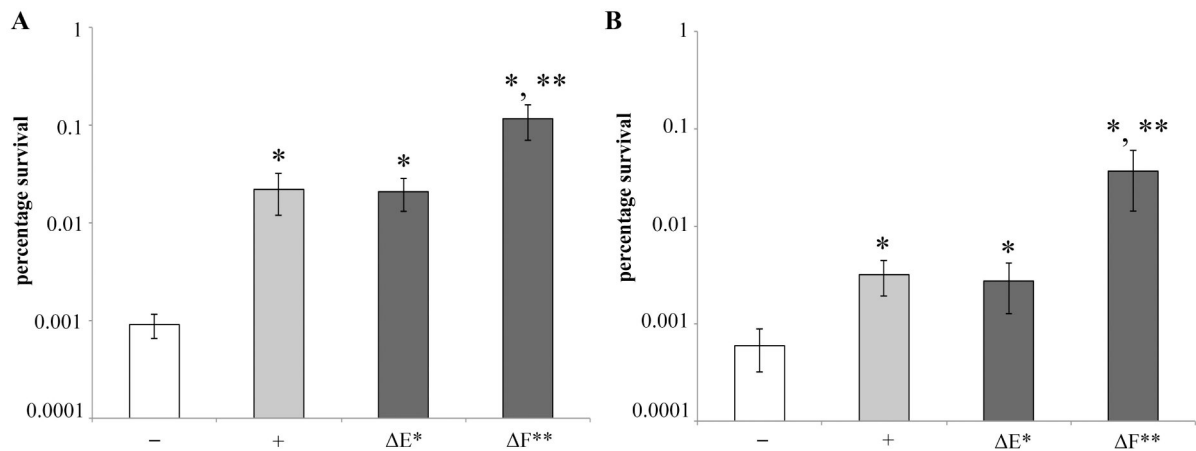 A
percentage survival
1
0.1
0.01
0.001
0.0001
*
*
*, **
− + ΔE* ΔF**
B
percentage survival
1
0.1
0.01
0.001
0.0001
*
*
*, **
− + ΔE* ΔF**